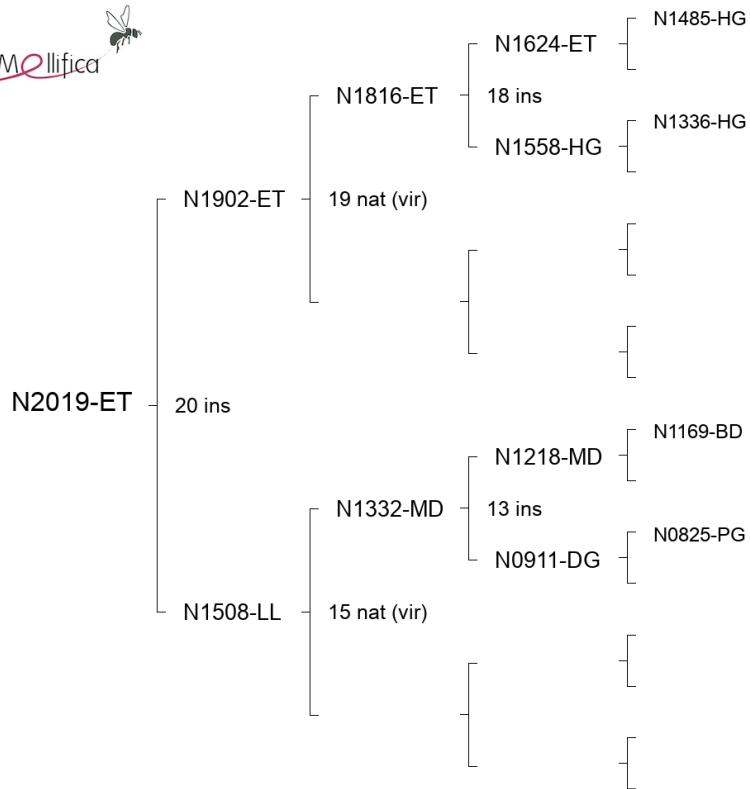 Mellifica
N1485-HG
N1624-ET
N1816-ET
18 ins
N1336-HG
N1558-HG
N1902-ET
19 nat (vir)
N2019-ET
20 ins
N1169-BD
N1218-MD
N1332-MD
13 ins
N0825-PG
N0911-DG
N1508-LL
15 nat (vir)